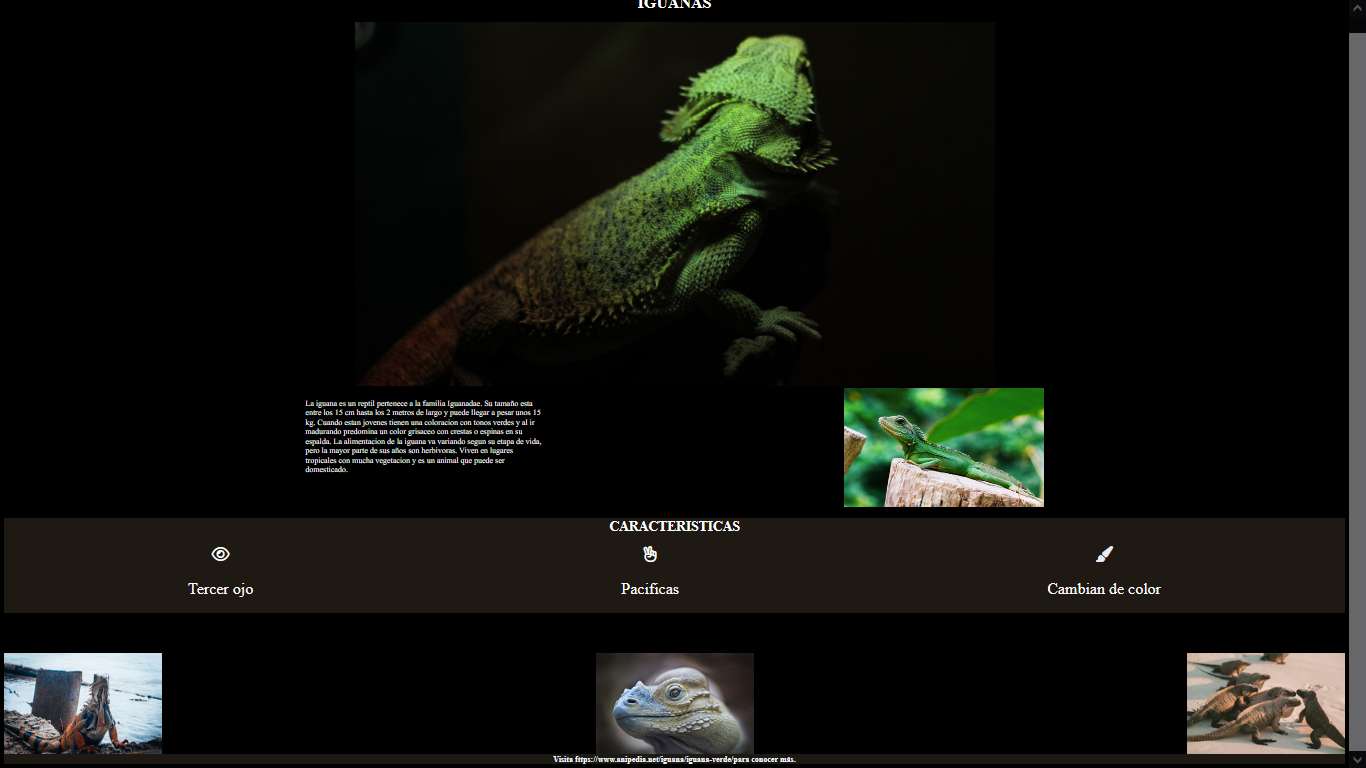 IGUANAS
La iguana es un reptil pertenece a la familia Iguanadae. Su tamaño esta
entre los 15 cm hasta los 2 metros de largo y puede llegar a pesar unos 15
kg. Cuando estan jovenes tienen una coloracion con tonos verdes y al ir
madurando predomina un color grisaceo con crestas o espinas en su
espalda. La alimentacion de la iguana va variando segun su etapa de vida,
pero la mayor parte de sus años son herbivoras. Viven en lugares
tropicales con mucha vegetacion y es un animal que puede ser
domesticado.
CARACTERISTICAS
Tercer ojo
Pacificas
Cambian de color
Visita fttps://www.anipedia.net/iguana/iguana-verde/para conocer más.